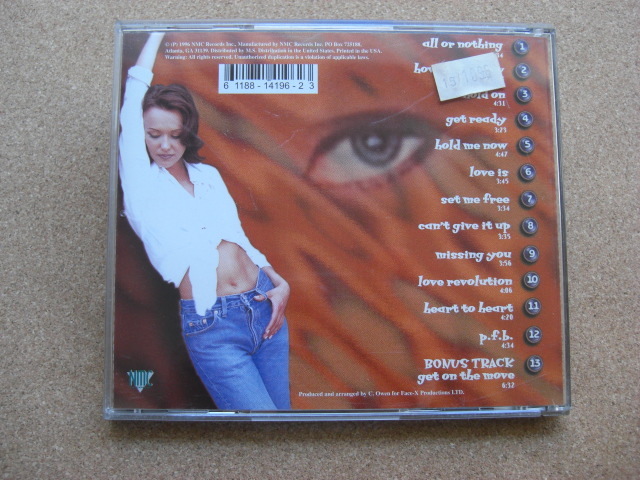 © (P) 1996 NMC Records Inc., Manufactured by NMC Records Inc. PO Box 724188,
Atlanta, GA 31139. Distributed by M.S. Distribution in the United States. Printed in the USA.
Warning: All rights reserved. Unauthorized duplication is a violation of applicable laws.
6 1188 - 14196 - 2 3
all or nothing 1
2
hold on 3
4:31
get ready 4
3:23
hold me now 5
4:47
love is 6
3:45
set me free 7
3:34
can't give it up 8
3:35
missing you 9
3:56
love revolution 10
4:06
heart to heart 11
4:20
p.f.b. 12
4:34
BONUS TRACK 13
get on the move
6:32
NMC
Produced and arranged by C. Owen for Face-X Productions LTD.